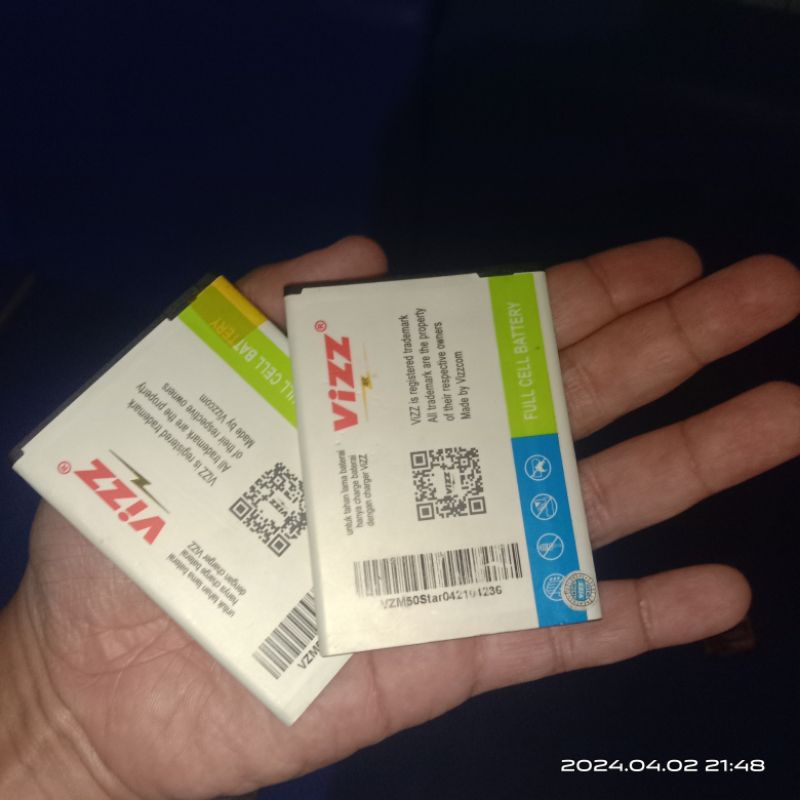 FULL CELL BATTERY
VIZZ®
VIZZ is registered trademark
All trademark are the property
of their respective owners
Made by Vizzcom
untuk tahan lama baterai
hanya charge baterai
dengan charger VIZZ
FULL CELL BATTERY
VIZZ®
VIZZ is registered trademark
All trademark are the property
of their respective owners
Made by Vizzcom
untuk tahan lama baterai
hanya charge baterai
dengan charger VIZZ
VIZZ
2024.04.02 21:48